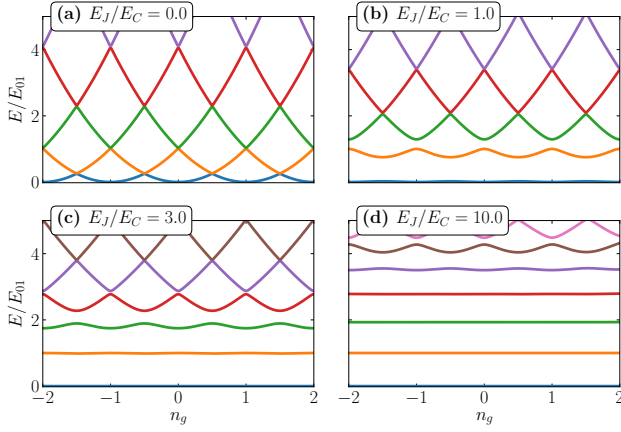 (a) E_J/E_C = 0.0
(b) E_J/E_C = 1.0
E/E_01
4
2
0
(c) E_J/E_C = 3.0
(d) E_J/E_C = 10.0
E/E_01
4
2
0
−2 −1 0 1 2
−2 −1 0 1 2
n_g
n_g